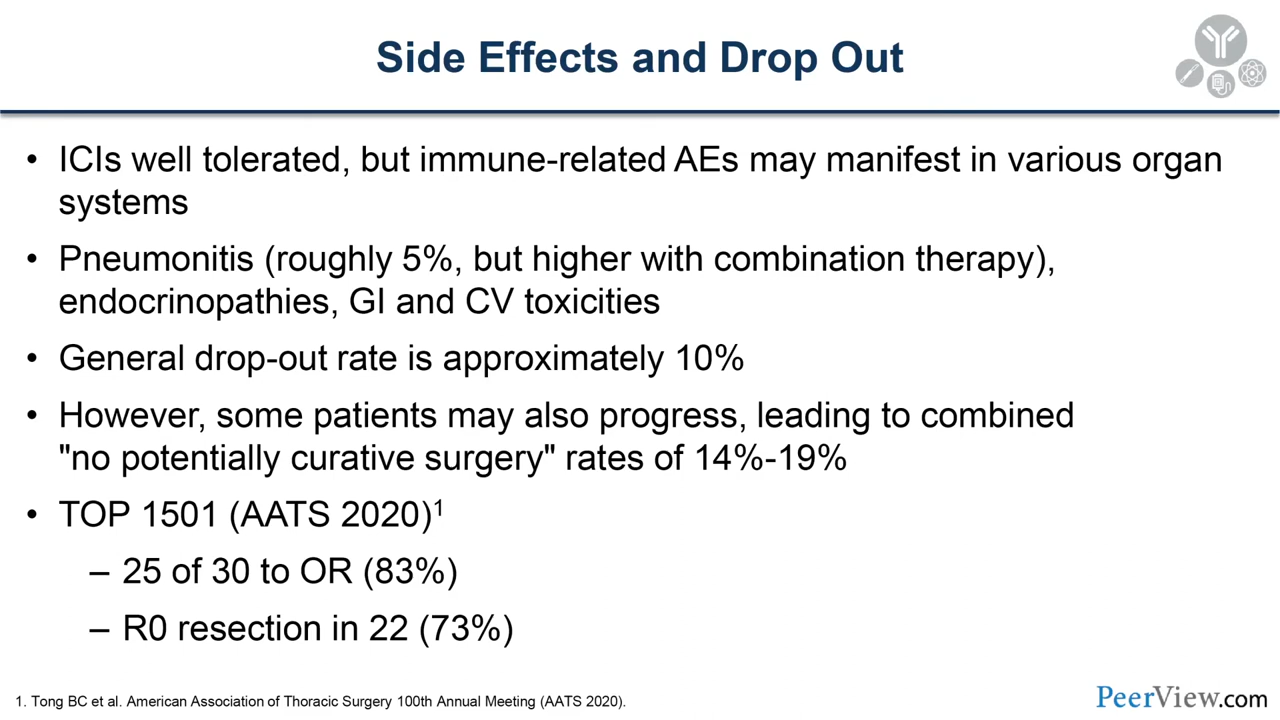 Side Effects and Drop Out
• ICIs well tolerated, but immune-related AEs may manifest in various organ
systems
• Pneumonitis (roughly 5%, but higher with combination therapy),
endocrinopathies, GI and CV toxicities
• General drop-out rate is approximately 10%
• However, some patients may also progress, leading to combined
"no potentially curative surgery" rates of 14%-19%
• TOP 1501 (AATS 2020)¹
– 25 of 30 to OR (83%)
– R0 resection in 22 (73%)
1. Tong BC et al. American Association of Thoracic Surgery 100th Annual Meeting (AATS 2020).
PeerView.com